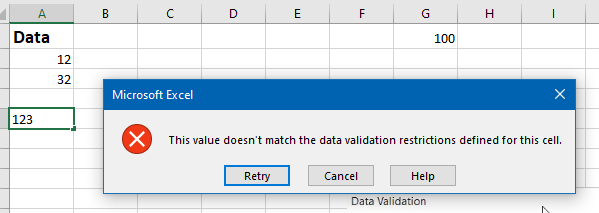 A B C D E F G H I
Data 100
12
32
Microsoft Excel
123
This value doesn't match the data validation restrictions defined for this cell.
Retry Cancel Help
Data Validation